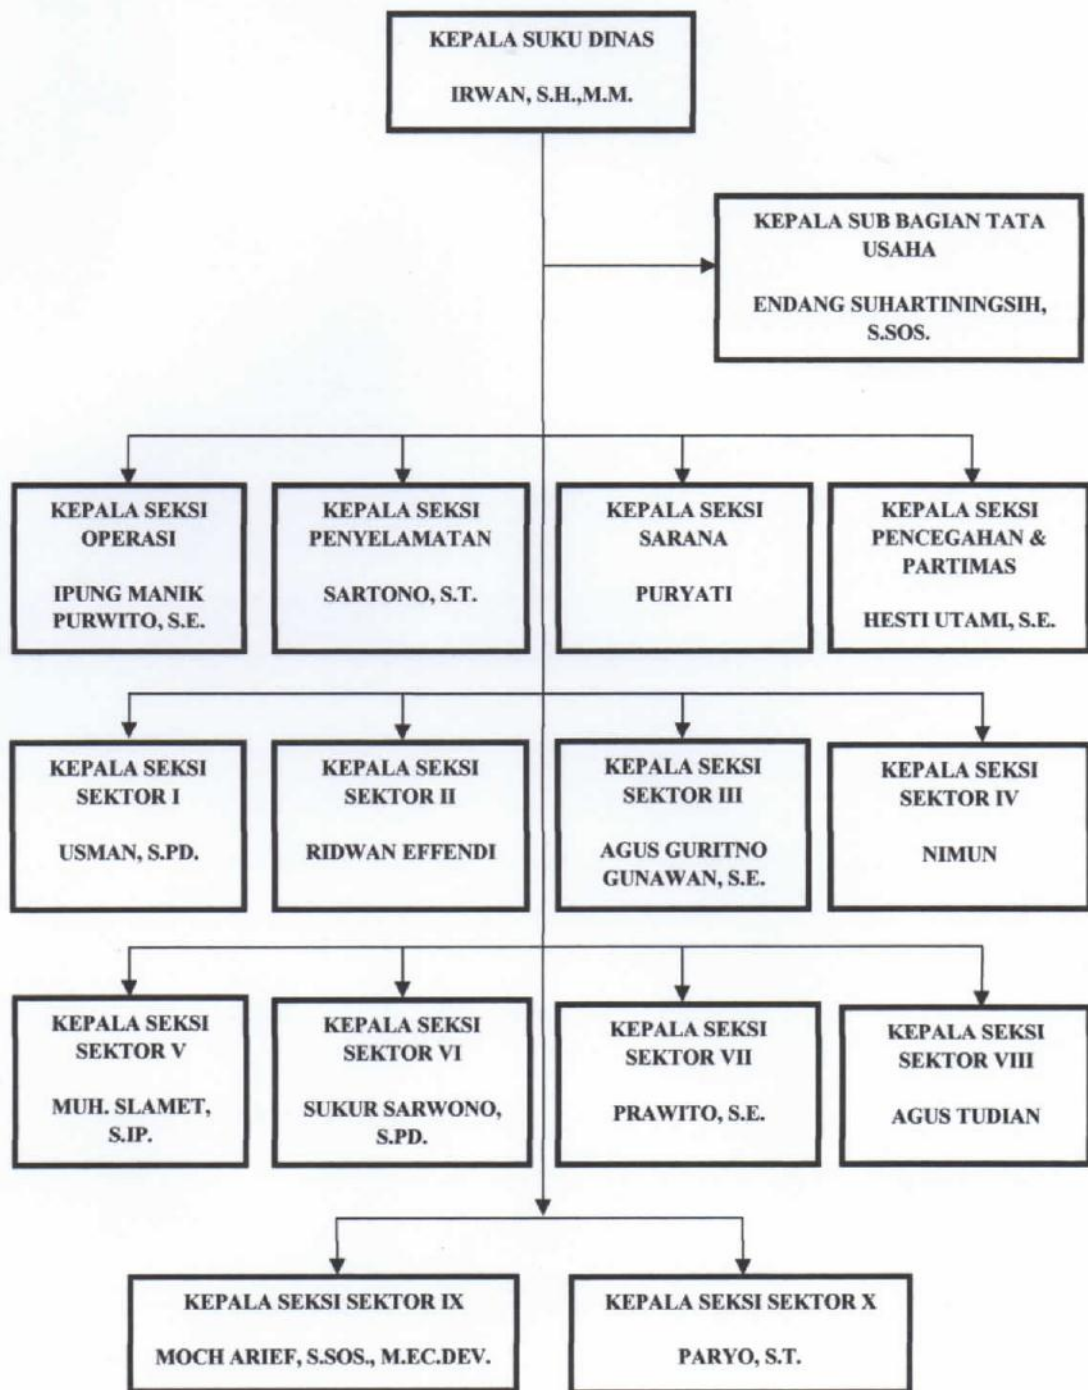 KEPALA SUKU DINAS
IRWAN, S.H.,M.M.
KEPALA SUB BAGIAN TATA
USAHA
ENDANG SUHARTININGSIH,
S.SOS.
KEPALA SEKSI
OPERASI
IPUNG MANIK
PURWITO, S.E.
KEPALA SEKSI
PENYELAMATAN
SARTONO, S.T.
KEPALA SEKSI
SARANA
PURYATI
KEPALA SEKSI
PENCEGAHAN &
PARTIMAS
HESTI UTAMI, S.E.
KEPALA SEKSI
SEKTOR I
USMAN, S.PD.
KEPALA SEKSI
SEKTOR II
RIDWAN EFFENDI
KEPALA SEKSI
SEKTOR III
AGUS GURITNO
GUNAWAN, S.E.
KEPALA SEKSI
SEKTOR IV
NIMUN
KEPALA SEKSI
SEKTOR V
MUH. SLAMET,
S.IP.
KEPALA SEKSI
SEKTOR VI
SUKUR SARWONO,
S.PD.
KEPALA SEKSI
SEKTOR VII
PRAWITO, S.E.
KEPALA SEKSI
SEKTOR VIII
AGUS TUDIAN
KEPALA SEKSI SEKTOR IX
MOCH ARIEF, S.SOS., M.EC.DEV.
KEPALA SEKSI SEKTOR X
PARYO, S.T.